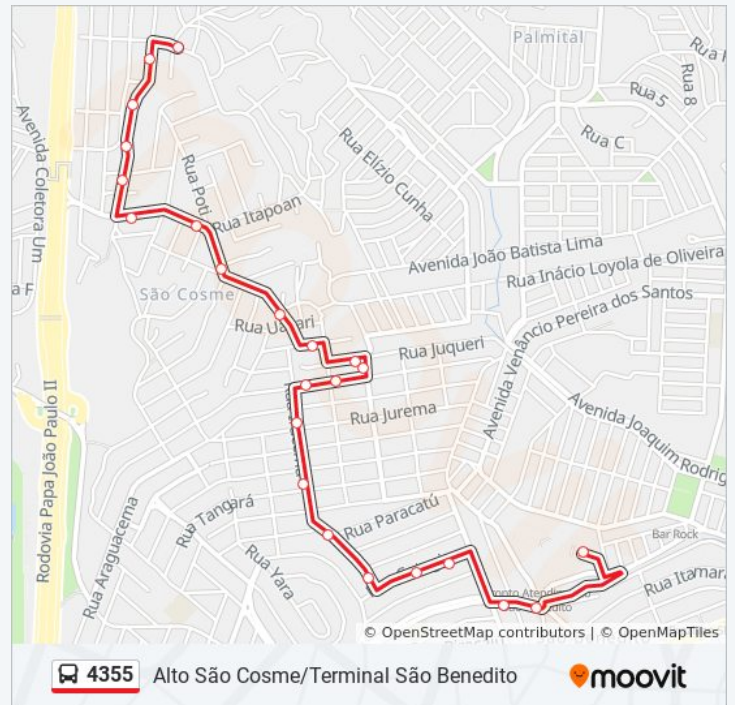 Palmital
Rua 5
Rua 8
Rua C
Avenida Coletora Um
Rua Elízio Cunha
Rua Poti
Rua Itapoan
Avenida João Batista Lima
Rua Inácio Loyola de Oliveira
a F
São Cosme
Avenida Venâncio Pereira dos Santos
Rua Juqueri
Rua Jurema
Avenida Joaquim Rodrig
Rodovia Papa João Paulo II
Rua Araguacema
Rua Tangará
Rua Paracatú
Bar Rock
Rua Yara
Rua Itamara
© OpenStreetMap contributors | © OpenMapTiles
4355 Alto São Cosme/Terminal São Benedito
moovit